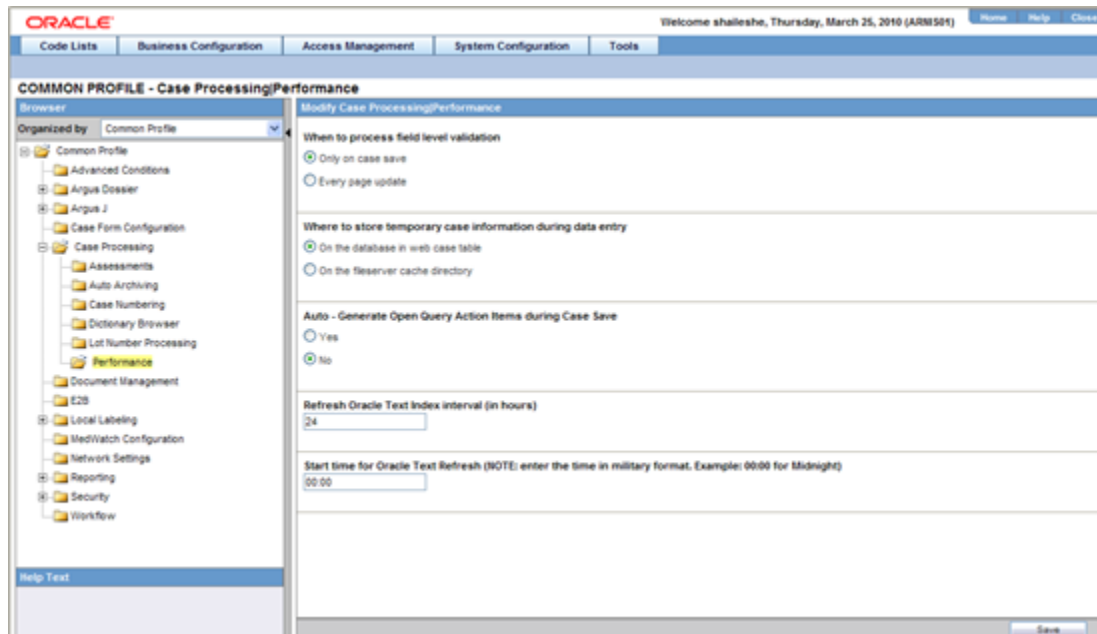 ORACLE
Welcome shaileshe, Thursday, March 25, 2010 (ARNIS01)
Home Help Close
Code Lists Business Configuration Access Management System Configuration Tools
COMMON PROFILE - Case Processing|Performance
Browser
Organized by Common Profile
Common Profile
Advanced Conditions
Argus Dossier
Argus J
Case Form Configuration
Case Processing
Assessments
Auto Archiving
Case Numbering
Dictionary Browser
Lot Number Processing
Performance
Document Management
E2B
Local Labeling
MedWatch Configuration
Network Settings
Reporting
Security
Workflow
Help Text
Modify Case Processing|Performance
When to process field level validation
Only on case save
Every page update
Where to store temporary case information during data entry
On the database in web case table
On the fileserver cache directory
Auto - Generate Open Query Action Items during Case Save
Yes
No
Refresh Oracle Text Index interval (in hours)
24
Start time for Oracle Text Refresh (NOTE: enter the time in military format. Example: 00:00 for Midnight)
00:00
Save